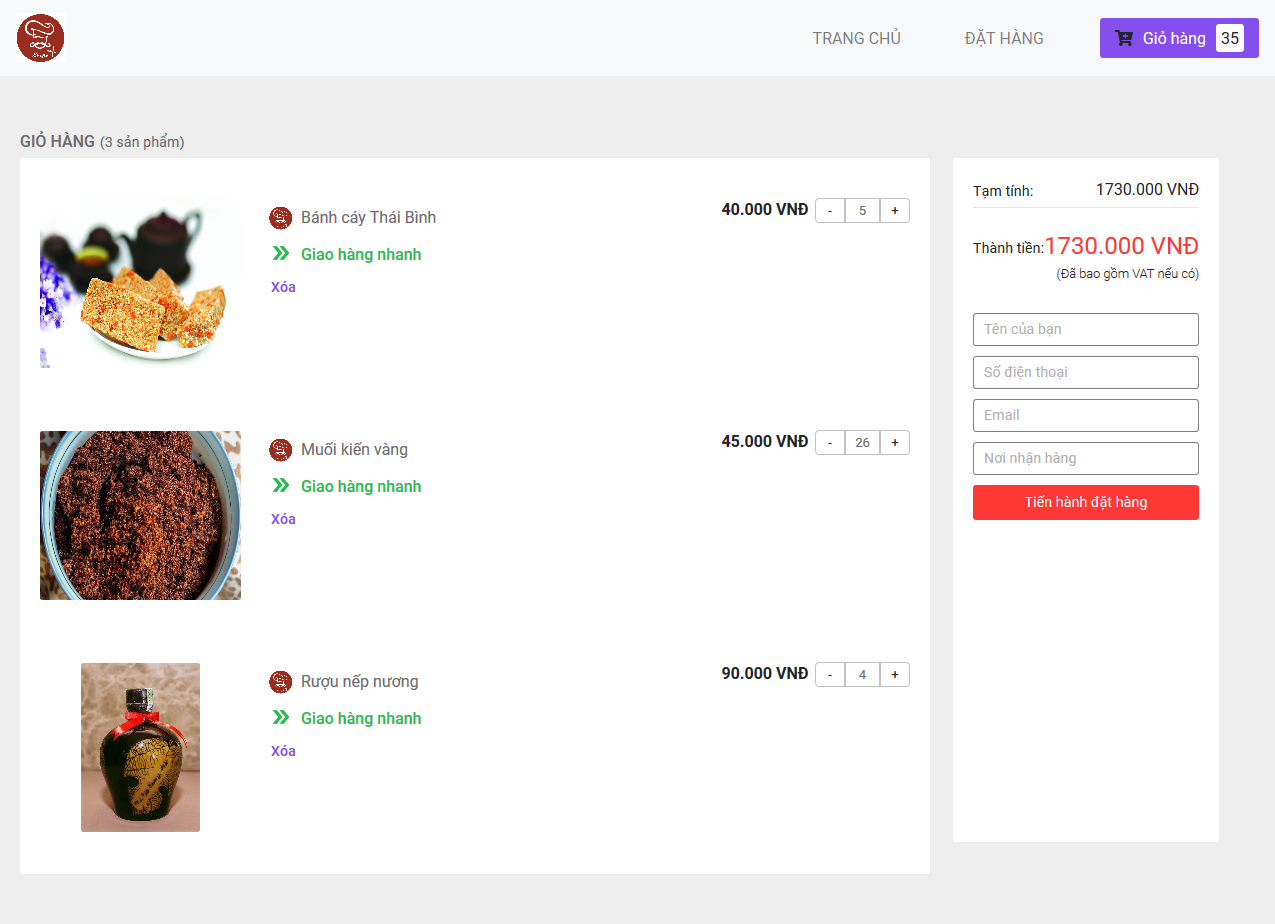 TRANG CHỦ
ĐẶT HÀNG
Giỏ hàng 35
GIỎ HÀNG (3 sản phẩm)
Bánh cáy Thái Bình
40.000 VNĐ - 5 +
Giao hàng nhanh
Xóa
Muối kiến vàng
45.000 VNĐ - 26 +
Giao hàng nhanh
Xóa
Rượu nếp nương
90.000 VNĐ - 4 +
Giao hàng nhanh
Xóa
Tạm tính: 1730.000 VNĐ
Thành tiền:1730.000 VNĐ
(Đã bao gồm VAT nếu có)
Tên của bạn
Số điện thoại
Email
Nơi nhận hàng
Tiến hành đặt hàng